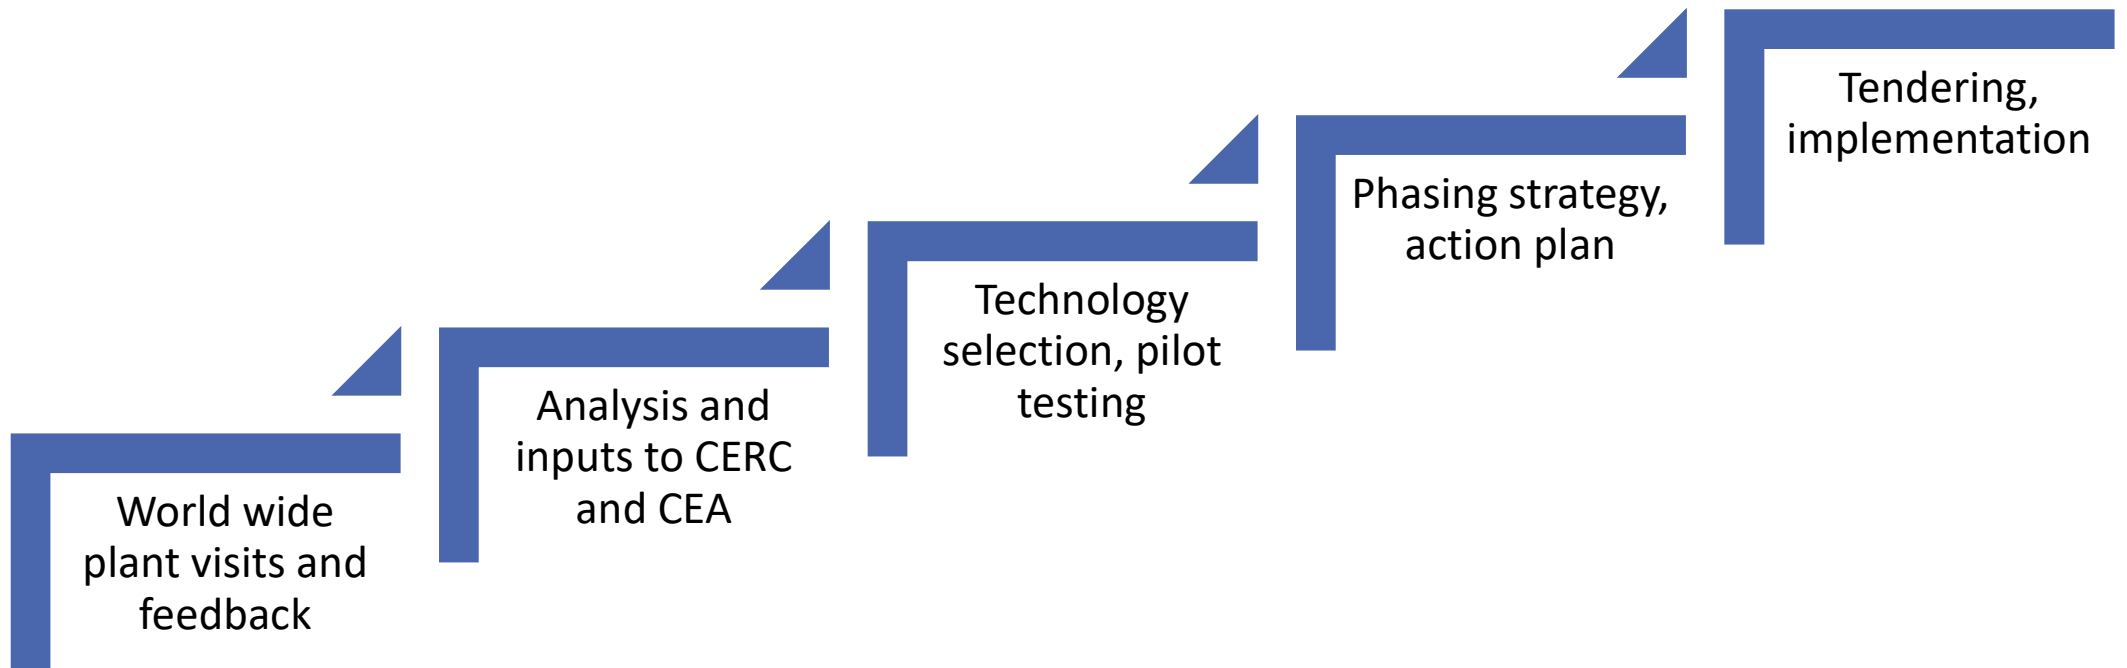 World wide
plant visits and
feedback
Analysis and
inputs to CERC
and CEA
Technology
selection, pilot
testing
Phasing strategy,
action plan
Tendering,
implementation